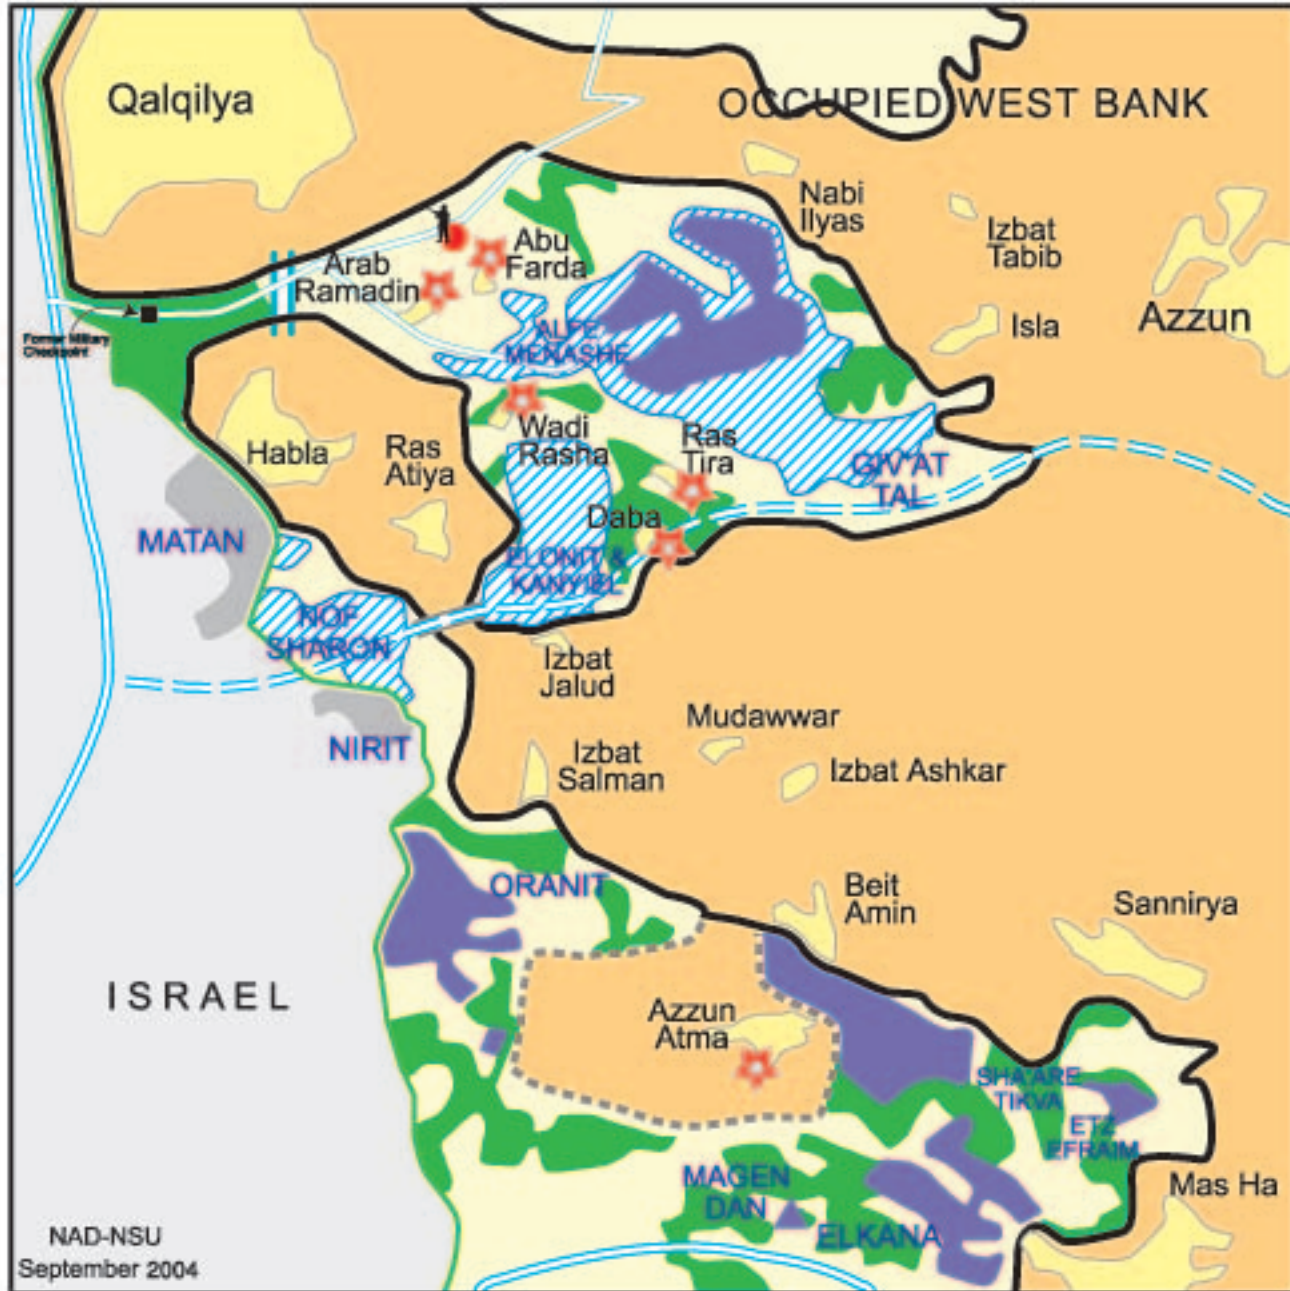 Qalqilya
OCCUPIED WEST BANK
Nabi
Ilyas
Izbat
Tabib
Abu
Farda
Arab
Ramadin
Isla
Azzun
Former Military
Checkpoint
ALFE
MENASHE
Wadi
Rasha
Ras
Tira
Habla
Ras
Atiya
GIV'AT
TAL
Daba
MATAN
ELONIT &
KANYIEL
NOF
SHARON
Izbat
Jalud
Mudawwar
NIRIT
Izbat
Salman
Izbat Ashkar
ORANIT
Beit
Amin
Sannirya
ISRAEL
Azzun
Atma
SHA'ARE
TIKVA
ETZ
EFRAIM
MAGEN
DAN
Mas Ha
ELKANA
NAD-NSU
September 2004